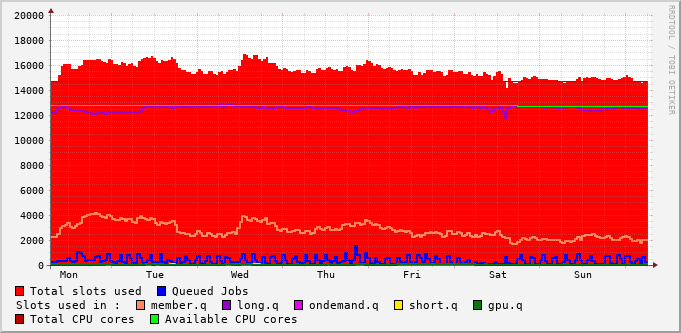 20000
18000
16000
14000
12000
10000
8000
6000
4000
2000
0
Mon Tue Wed Thu Fri Sat Sun
RRDTOOL / TOBI OETIKER
Total slots used Queued Jobs
Slots used in : member.q long.q ondemand.q short.q gpu.q
Total CPU cores Available CPU cores